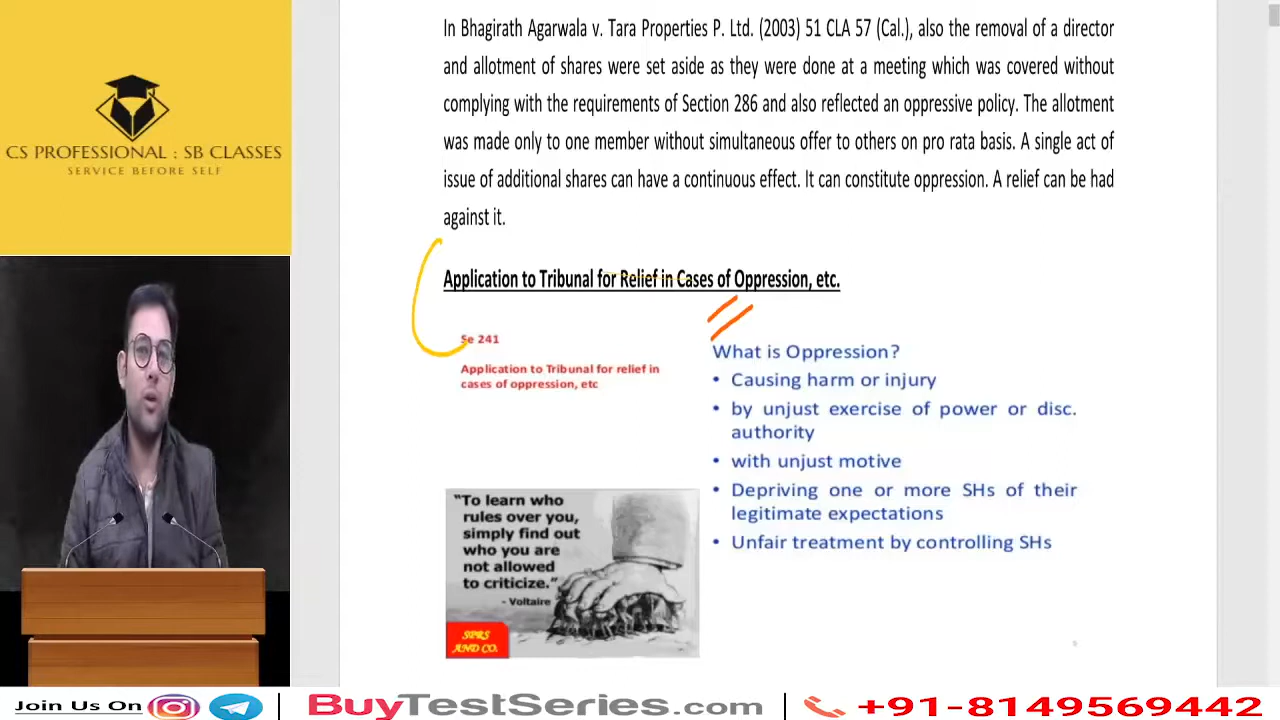 In Bhagirath Agarwala v. Tara Properties P. Ltd. (2003) 51 CLA 57 (Cal.), also the removal of a director
and allotment of shares were set aside as they were done at a meeting which was covered without
complying with the requirements of Section 286 and also reflected an oppressive policy. The allotment
was made only to one member without simultaneous offer to others on pro rata basis. A single act of
issue of additional shares can have a continuous effect. It can constitute oppression. A relief can be had
against it.
CS PROFESSIONAL : SB CLASSES
SERVICE BEFORE SELF
Application to Tribunal for Relief in Cases of Oppression, etc.
Se 241
Application to Tribunal for relief in
cases of oppression, etc
What is Oppression?
• Causing harm or injury
• by unjust exercise of power or disc.
authority
• with unjust motive
• Depriving one or more SHs of their
legitimate expectations
• Unfair treatment by controlling SHs
“To learn who
rules over you,
simply find out
who you are
not allowed
to criticize.”
- Voltaire
SPRS
AND CO.
Join Us On
BuyTestSeries.com
+91-8149569442